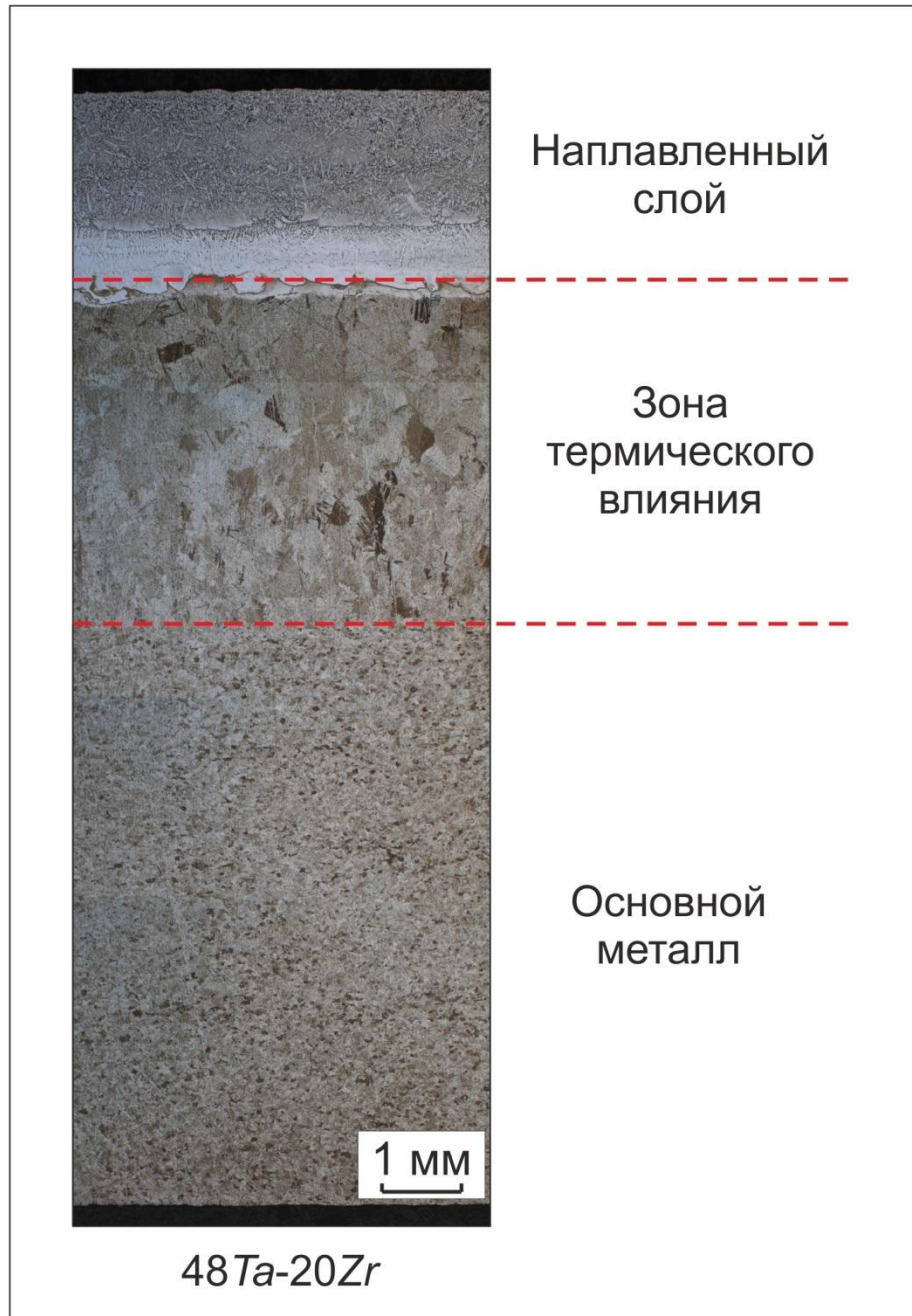 Наплавленный
слой
Зона
термического
влияния
Основной
металл
1 мм
48Ta-20Zr